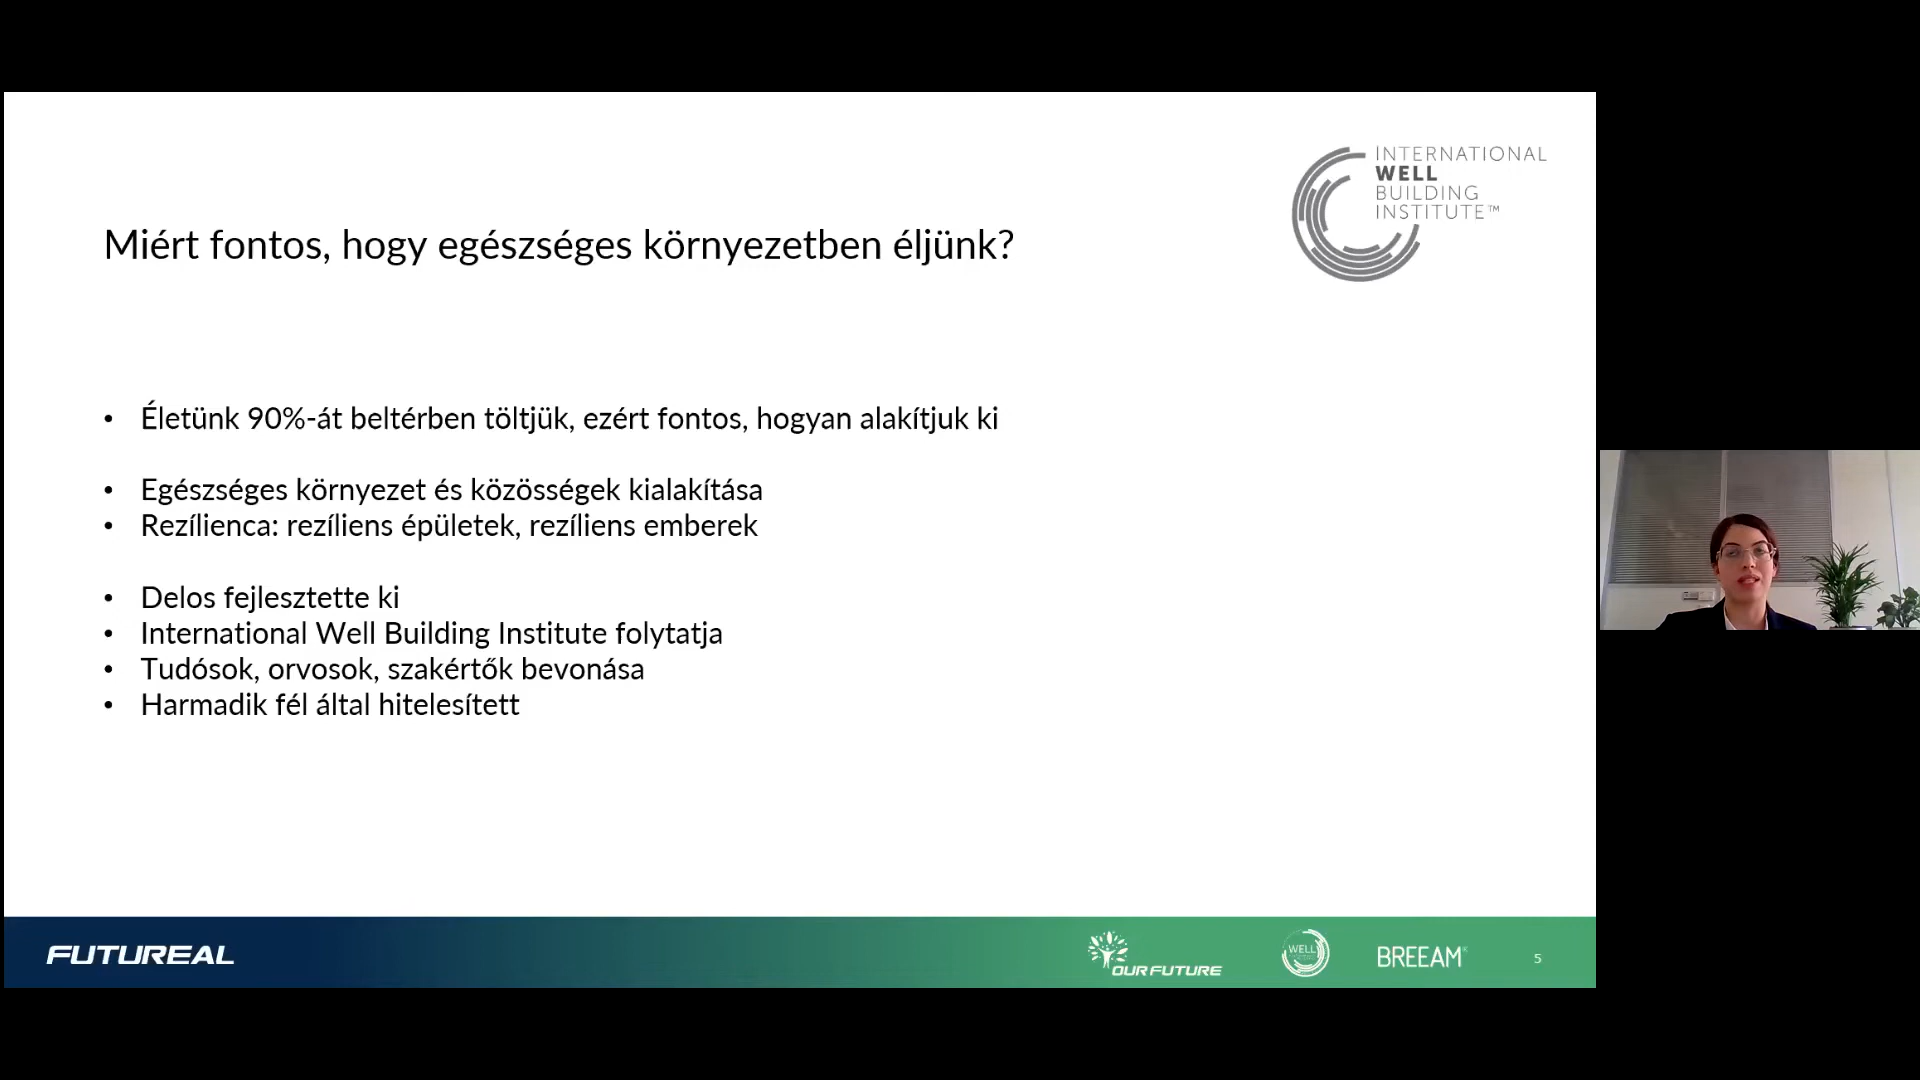 INTERNATIONAL
WELL
BUILDING
INSTITUTE™
Miért fontos, hogy egészséges környezetben éljünk?
• Életünk 90%-át beltérben töltjük, ezért fontos, hogyan alakítjuk ki
• Egészséges környezet és közösségek kialakítása
• Rezílienca: rezíliens épületek, rezíliens emberek
• Delos fejlesztette ki
• International Well Building Institute folytatja
• Tudósok, orvosok, szakértők bevonása
• Harmadik fél által hitelesített
FUTUREAL
OUR FUTURE
WELL
BREEAM
5